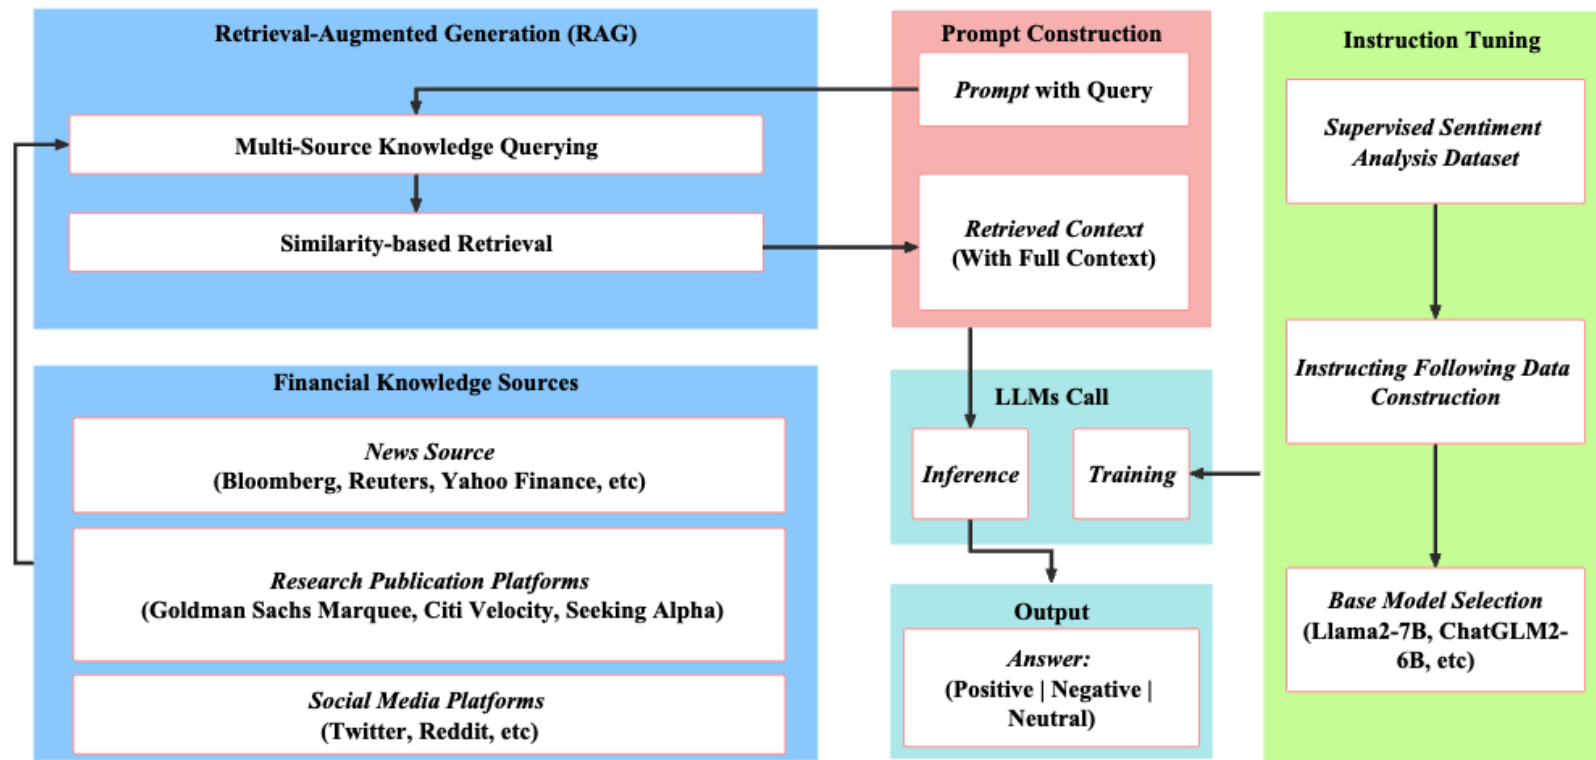 Retrieval-Augmented Generation (RAG)
Multi-Source Knowledge Querying
Similarity-based Retrieval
Financial Knowledge Sources
News Source
(Bloomberg, Reuters, Yahoo Finance, etc)
Research Publication Platforms
(Goldman Sachs Marquee, Citi Velocity, Seeking Alpha)
Social Media Platforms
(Twitter, Reddit, etc)
Prompt Construction
Prompt with Query
Retrieved Context
(With Full Context)
LLMs Call
Inference
Training
Output
Answer:
(Positive | Negative |
Neutral)
Instruction Tuning
Supervised Sentiment
Analysis Dataset
Instructing Following Data
Construction
Base Model Selection
(Llama2-7B, ChatGLM2-
6B, etc)